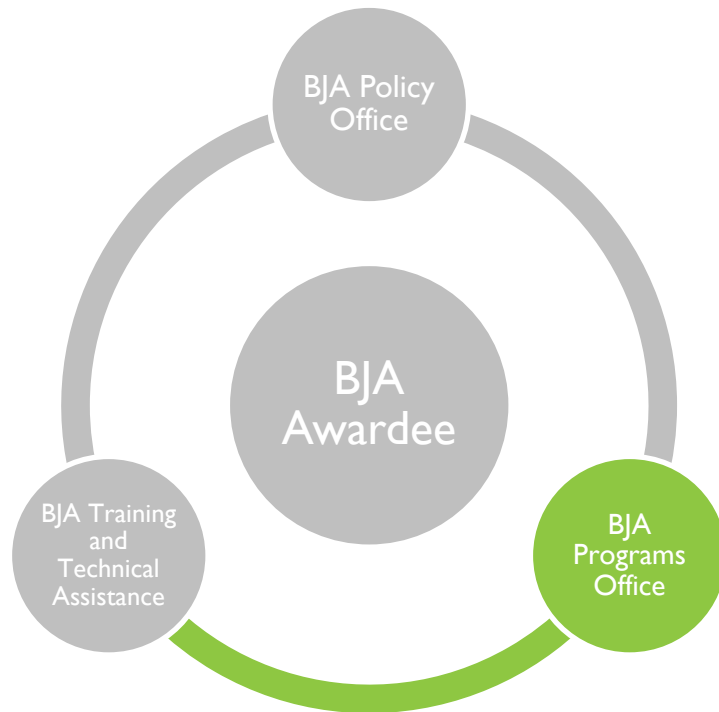 BJA Policy
Office
BJA
Awardee
BJA Training
and
Technical
Assistance
BJA
Programs
Office